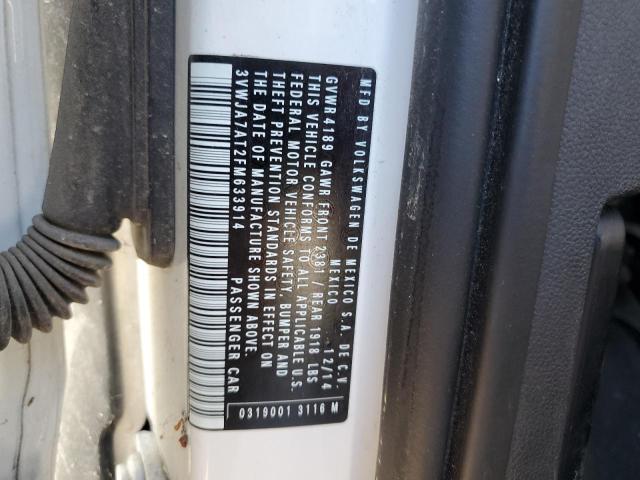 MFD BY VOLKSWAGEN DE MEXICO S.A. DE C.V.
MEXICO 12/14
GVWR 4189 GAWR FRONT 2381 / REAR 1918 LBS
THIS VEHICLE CONFORMS TO ALL APPLICABLE U.S.
FEDERAL MOTOR VEHICLE SAFETY, BUMPER AND
THEFT PREVENTION STANDARDS IN EFFECT ON
THE DATE OF MANUFACTURE SHOWN ABOVE.
3VWJA7AT2FM633914 PASSENGER CAR
0319001 3116 M